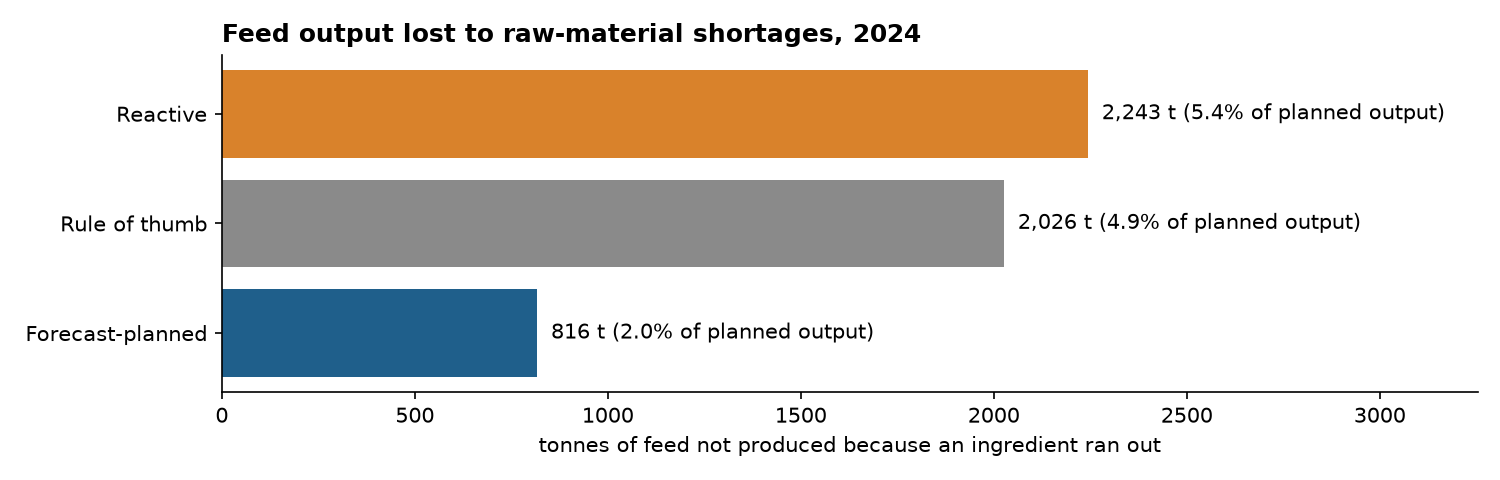 Feed output lost to raw-material shortages, 2024
Reactive
2,243 t (5.4% of planned output)
Rule of thumb
2,026 t (4.9% of planned output)
Forecast-planned
816 t (2.0% of planned output)
0 500 1000 1500 2000 2500 3000
tonnes of feed not produced because an ingredient ran out